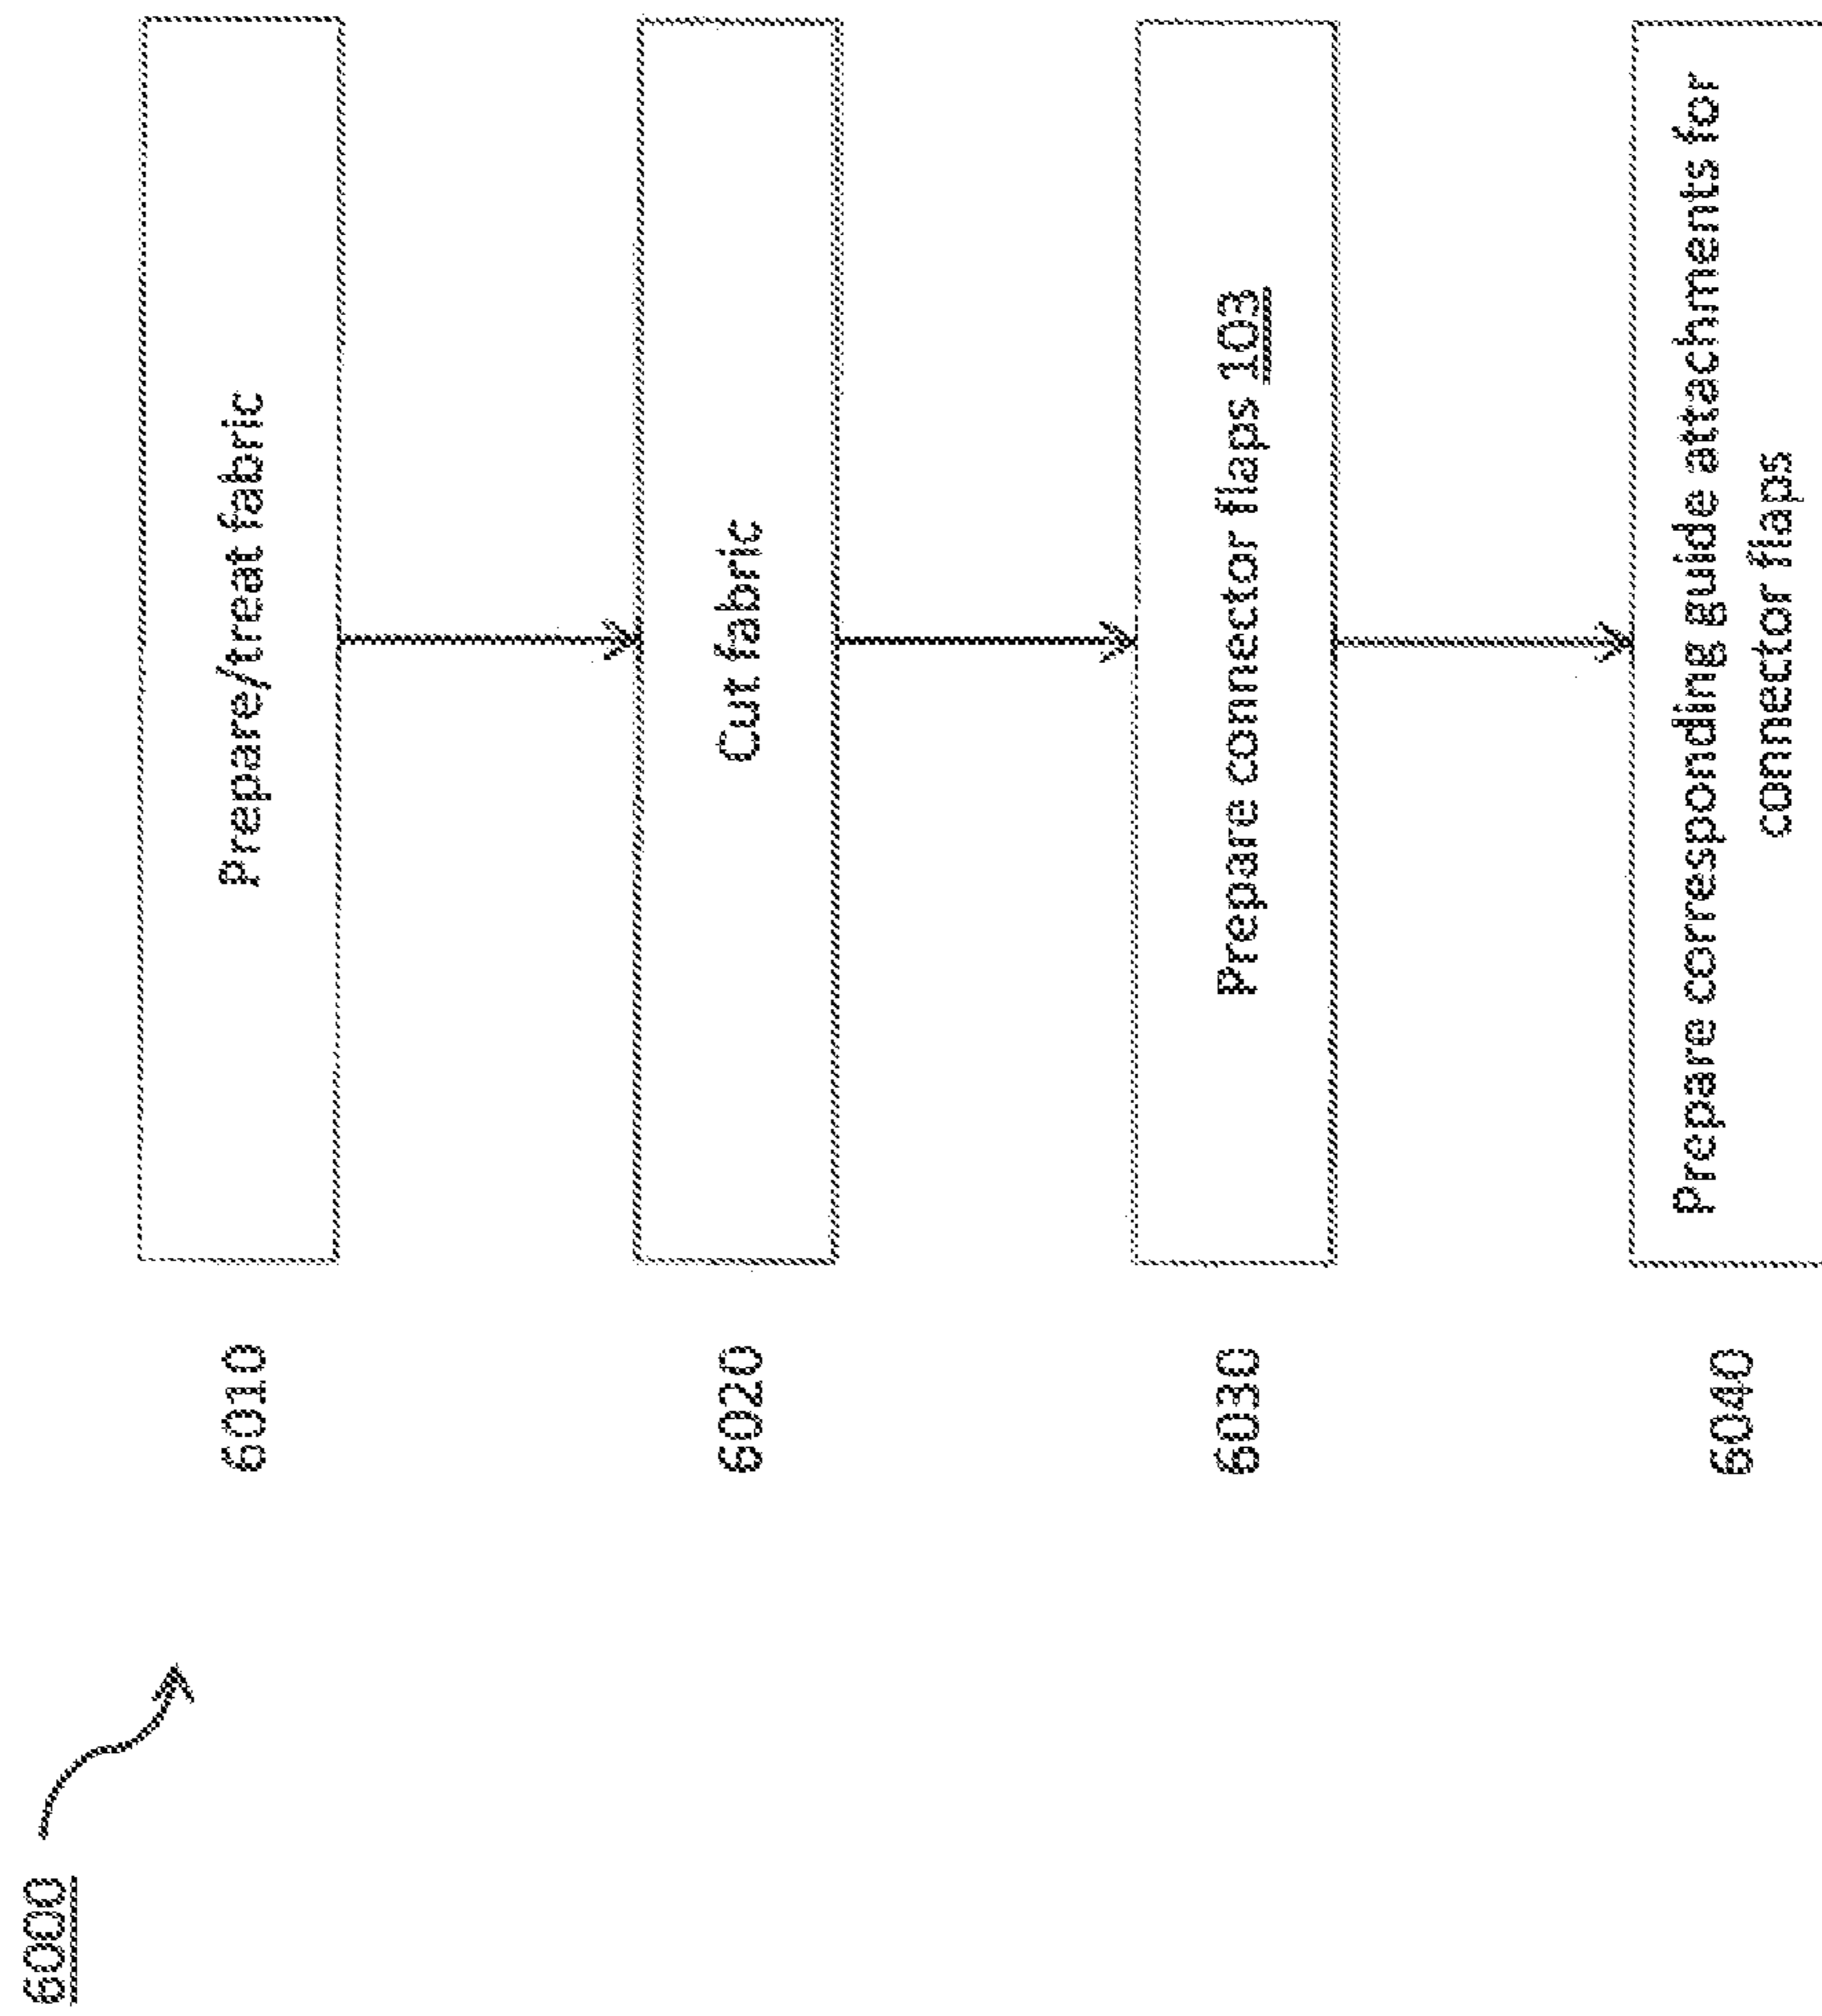 6000
6010
Prepare/treat fabric
6020
Cut fabric
6030
Prepare connector flaps 103
6040
Prepare corresponding guide attachments for
connector flaps